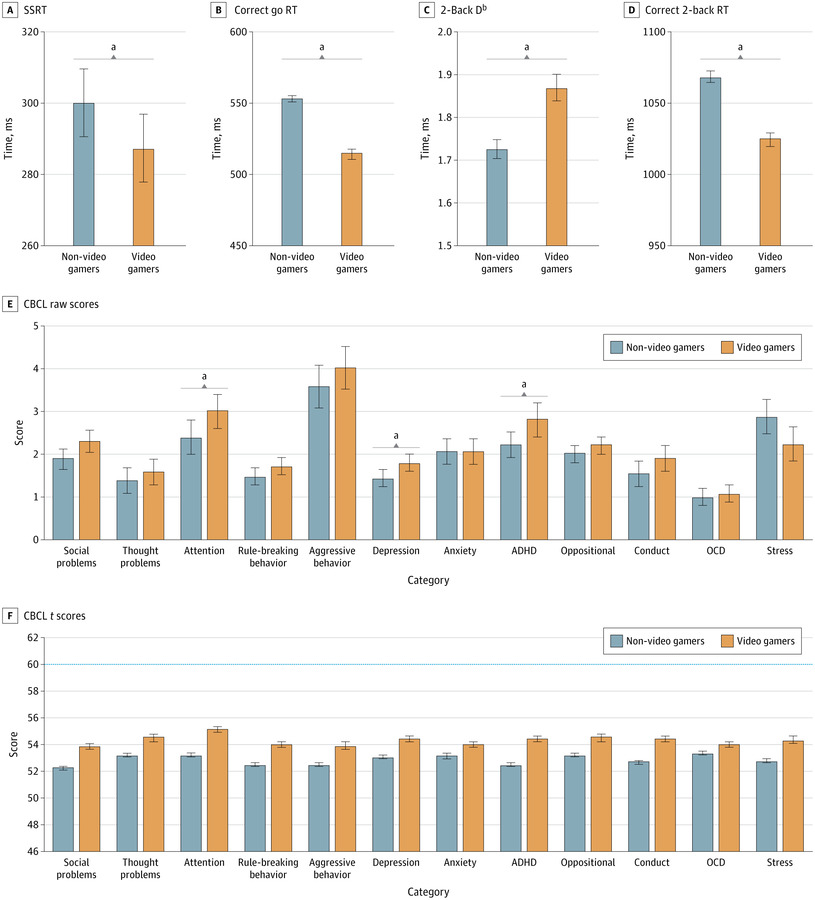 A SSRT
B Correct go RT
C 2-Back Dᵇ
D Correct 2-back RT
320
300
280
260
Time, ms
a
Non-video gamers
Video gamers
600
550
500
450
Time, ms
a
Non-video gamers
Video gamers
2.0
1.9
1.8
1.7
1.6
1.5
Time, ms
a
Non-video gamers
Video gamers
1100
1050
1000
950
Time, ms
a
Non-video gamers
Video gamers
E CBCL raw scores
Non-video gamers
Video gamers
5
4
3
2
1
0
Score
a
a
a
Social problems
Thought problems
Attention
Rule-breaking behavior
Aggressive behavior
Depression
Anxiety
ADHD
Oppositional
Conduct
OCD
Stress
Category
F CBCL t scores
Non-video gamers
Video gamers
62
60
58
56
54
52
50
48
46
Score
Social problems
Thought problems
Attention
Rule-breaking behavior
Aggressive behavior
Depression
Anxiety
ADHD
Oppositional
Conduct
OCD
Stress
Category